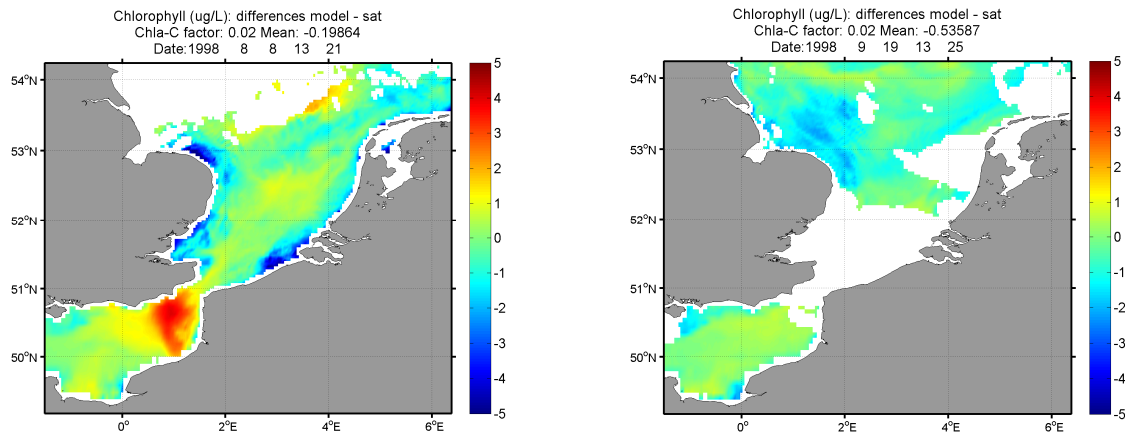 Chlorophyll (ug/L): differences model - sat
Chla-C factor: 0.02 Mean: -0.19864
Date:1998 8 8 13 21
54°N
53°N
52°N
51°N
50°N
0°
2°E
4°E
6°E
5
4
3
2
1
0
-1
-2
-3
-4
-5
Chlorophyll (ug/L): differences model - sat
Chla-C factor: 0.02 Mean: -0.53587
Date:1998 9 19 13 25
54°N
53°N
52°N
51°N
50°N
0°
2°E
4°E
6°E
5
4
3
2
1
0
-1
-2
-3
-4
-5